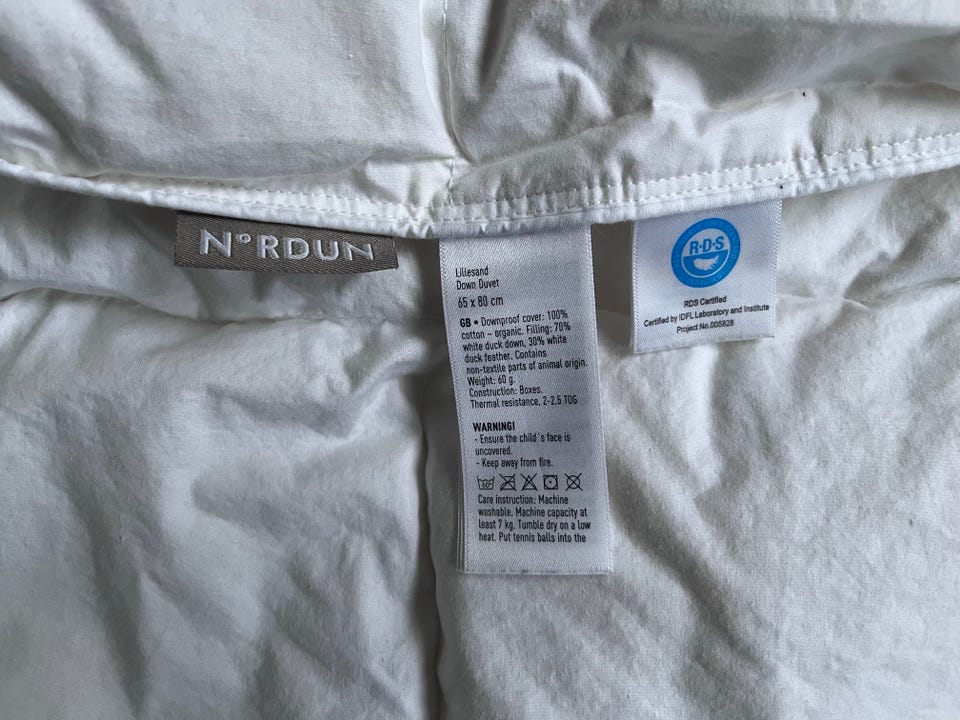 N°RDUN
Lillesand
Down Duvet
65 x 80 cm
GB • Downproof cover: 100%
cotton – organic. Filling: 70%
white duck down, 30% white
duck feather. Contains
non-textile parts of animal origin.
Weight: 60 g.
Construction: Boxes.
Thermal resistance, 2-2.5 TOG
WARNING!
- Ensure the child's face is
uncovered.
- Keep away from fire.
60°
Care instruction: Machine
washable. Machine capacity at
least 7 kg. Tumble dry on a low
heat. Put tennis balls into the
R·D·S
RDS Certified
Certified by IDFL Laboratory and Institute
Project No.005828